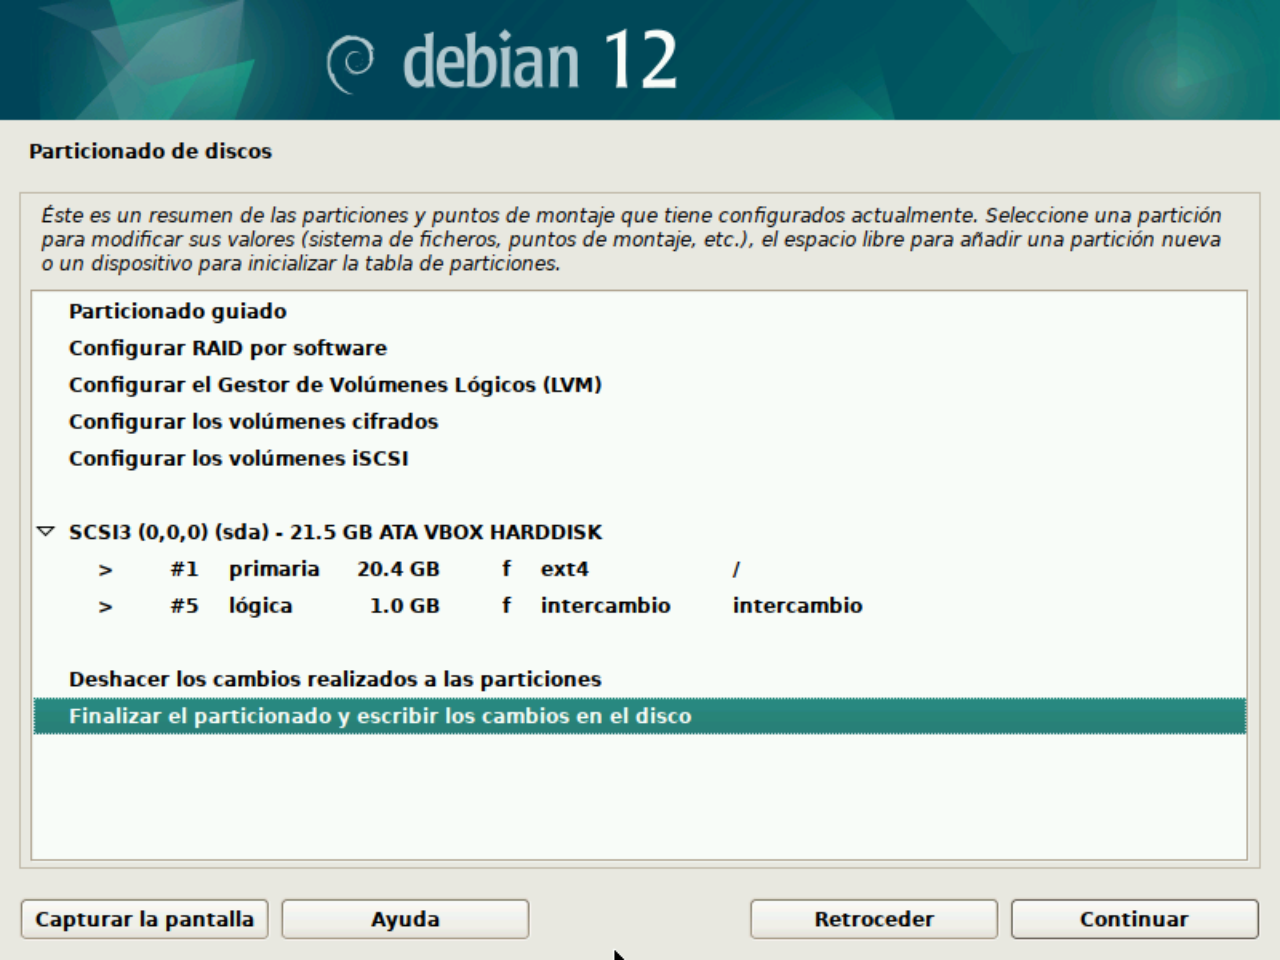 debian 12
Particionado de discos
Éste es un resumen de las particiones y puntos de montaje que tiene configurados actualmente. Seleccione una partición
para modificar sus valores (sistema de ficheros, puntos de montaje, etc.), el espacio libre para añadir una partición nueva
o un dispositivo para inicializar la tabla de particiones.
Particionado guiado
Configurar RAID por software
Configurar el Gestor de Volúmenes Lógicos (LVM)
Configurar los volúmenes cifrados
Configurar los volúmenes iSCSI
SCSI3 (0,0,0) (sda) - 21.5 GB ATA VBOX HARDDISK
> #1 primaria 20.4 GB f ext4 /
> #5 lógica 1.0 GB f intercambio intercambio
Deshacer los cambios realizados a las particiones
Finalizar el particionado y escribir los cambios en el disco
Capturar la pantalla Ayuda Retroceder Continuar